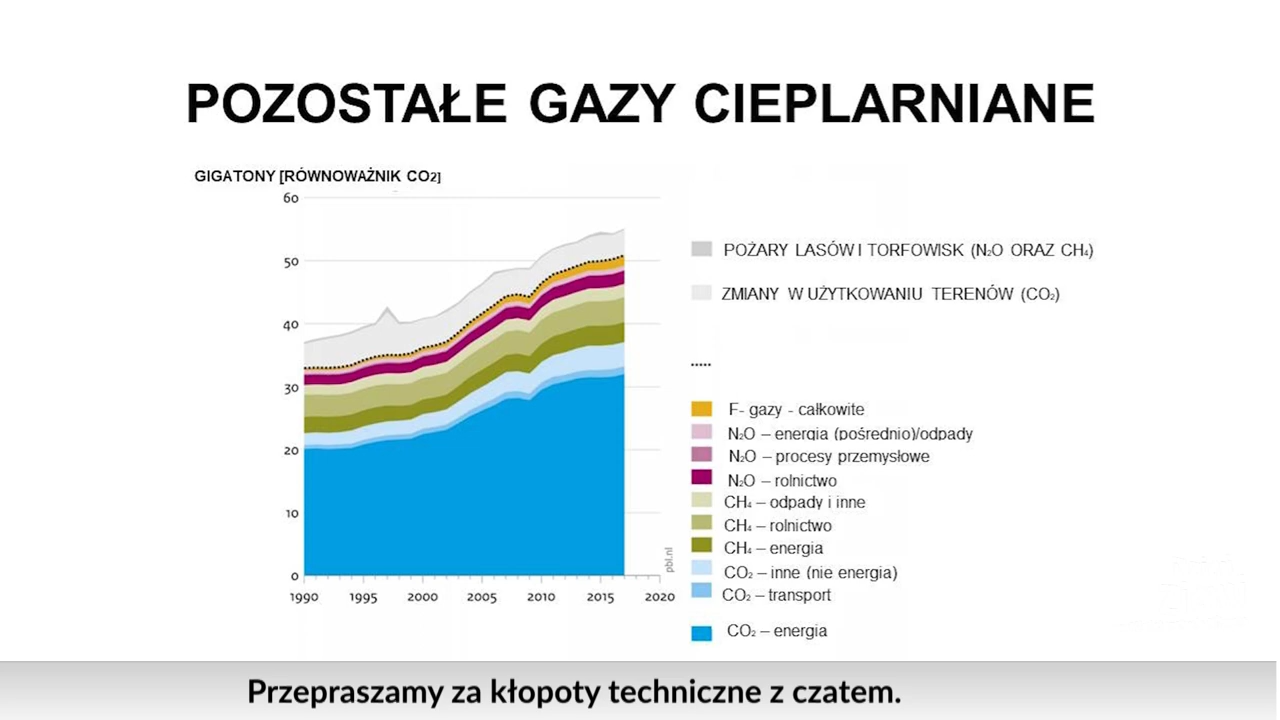 POZOSTAŁE GAZY CIEPLARNIANE
GIGATONY [RÓWNOWAŻNIK CO₂]
60
50
40
30
20
10
0
1990 1995 2000 2005 2010 2015 2020
pbl.nl
POŻARY LASÓW I TORFOWISK (N₂O ORAZ CH₄)
ZMIANY W UŻYTKOWANIU TERENÓW (CO₂)
F- gazy - całkowite
N₂O – energia (pośrednio)/odpady
N₂O – procesy przemysłowe
N₂O – rolnictwo
CH₄ – odpady i inne
CH₄ – rolnictwo
CH₄ – energia
CO₂ – inne (nie energia)
CO₂ – transport
CO₂ – energia
Przepraszamy za kłopoty techniczne z czatem.